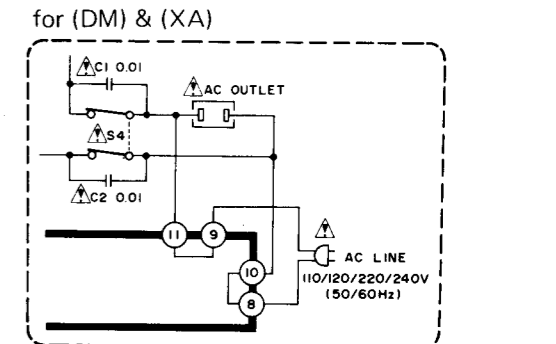 for (DM) & (XA)
C1 0.01
AC OUTLET
S4
C2 0.01
11
9
AC LINE
10
110/120/220/240V
8
(50/60Hz)